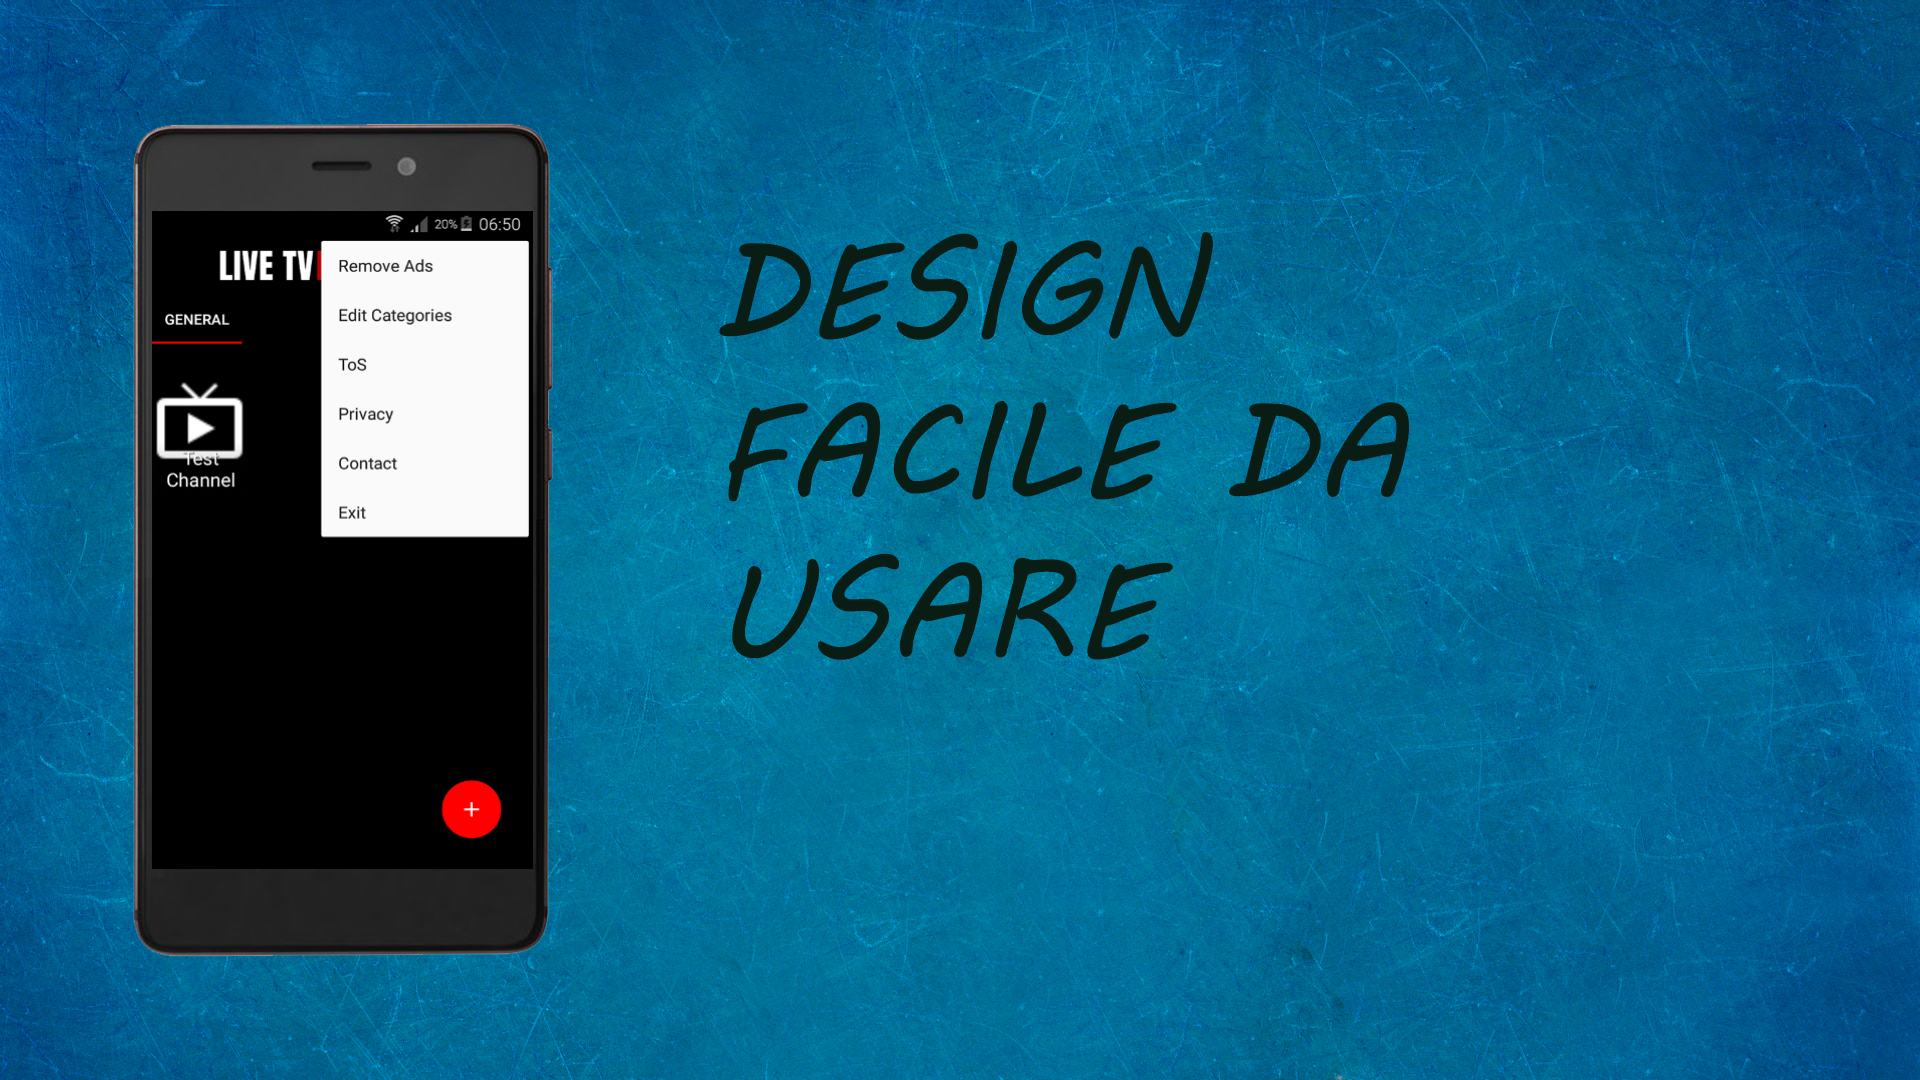 20% 06:50
LIVE TV
Remove Ads
Edit Categories
GENERAL
ToS
Privacy
Test
Channel
Contact
Exit
+
DESIGN
FACILE DA
USARE